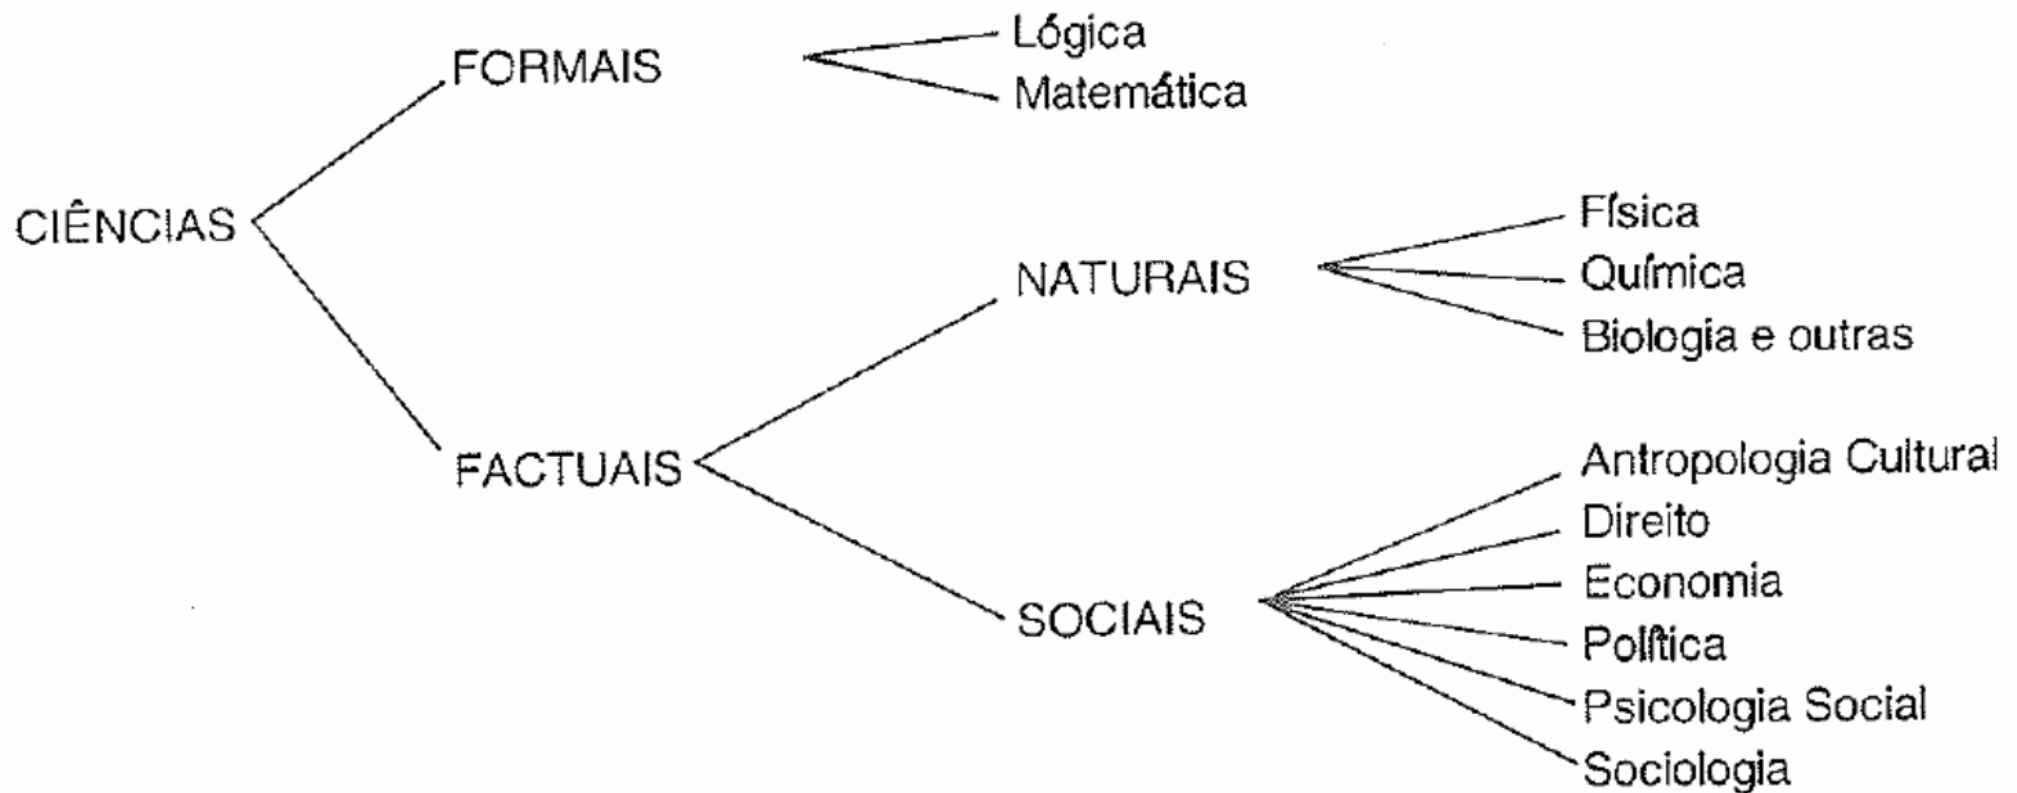 FORMAIS
Lógica
Matemática
CIÊNCIAS
NATURAIS
Física
Química
Biologia e outras
FACTUAIS
SOCIAIS
Antropologia Cultural
Direito
Economia
Política
Psicologia Social
Sociologia